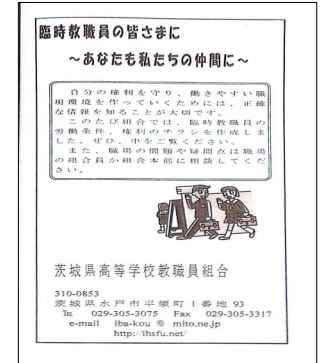 臨時教職員の皆さまに
～あなたも私たちの仲間に～
自分の権利を守り、働きやすい職
場環境を作っていくためには、正確
な情報を知ることが大切です。
このたび組合では、臨時教職員の
労働条件、権利のチラシを作成しま
した。ぜひ、中をご覧ください。
また、職場の問題や疑問点は職場
の組合員か組合本部に相談してくだ
さい。
茨城県高等学校教職員組合
310-0853
茨城県水戸市平須町1番地93
℡ 029-305-3075 Fax 029-305-3317
e-mail iba-kou @ mito.ne.jp
http://ihsfu.net/